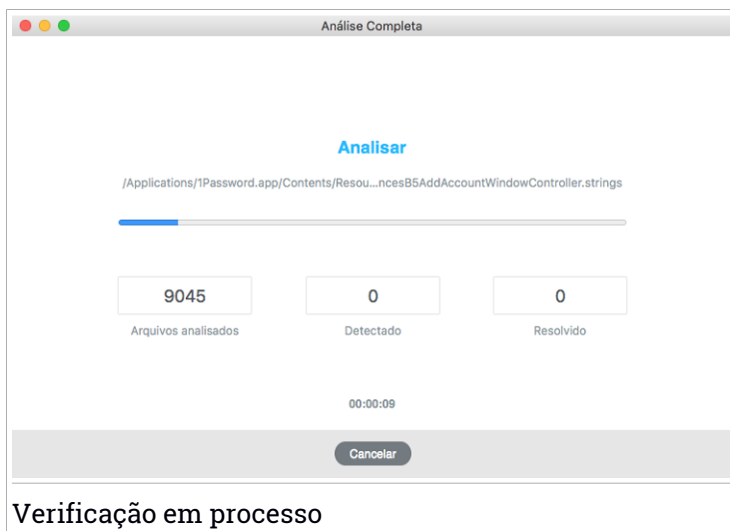 Análise Completa
Analisar
/Applications/1Password.app/Contents/Resou...ncesB5AddAccountWindowController.strings
9045 0 0
Arquivos analisados Detectado Resolvido
00:00:09
Cancelar
Verificação em processo